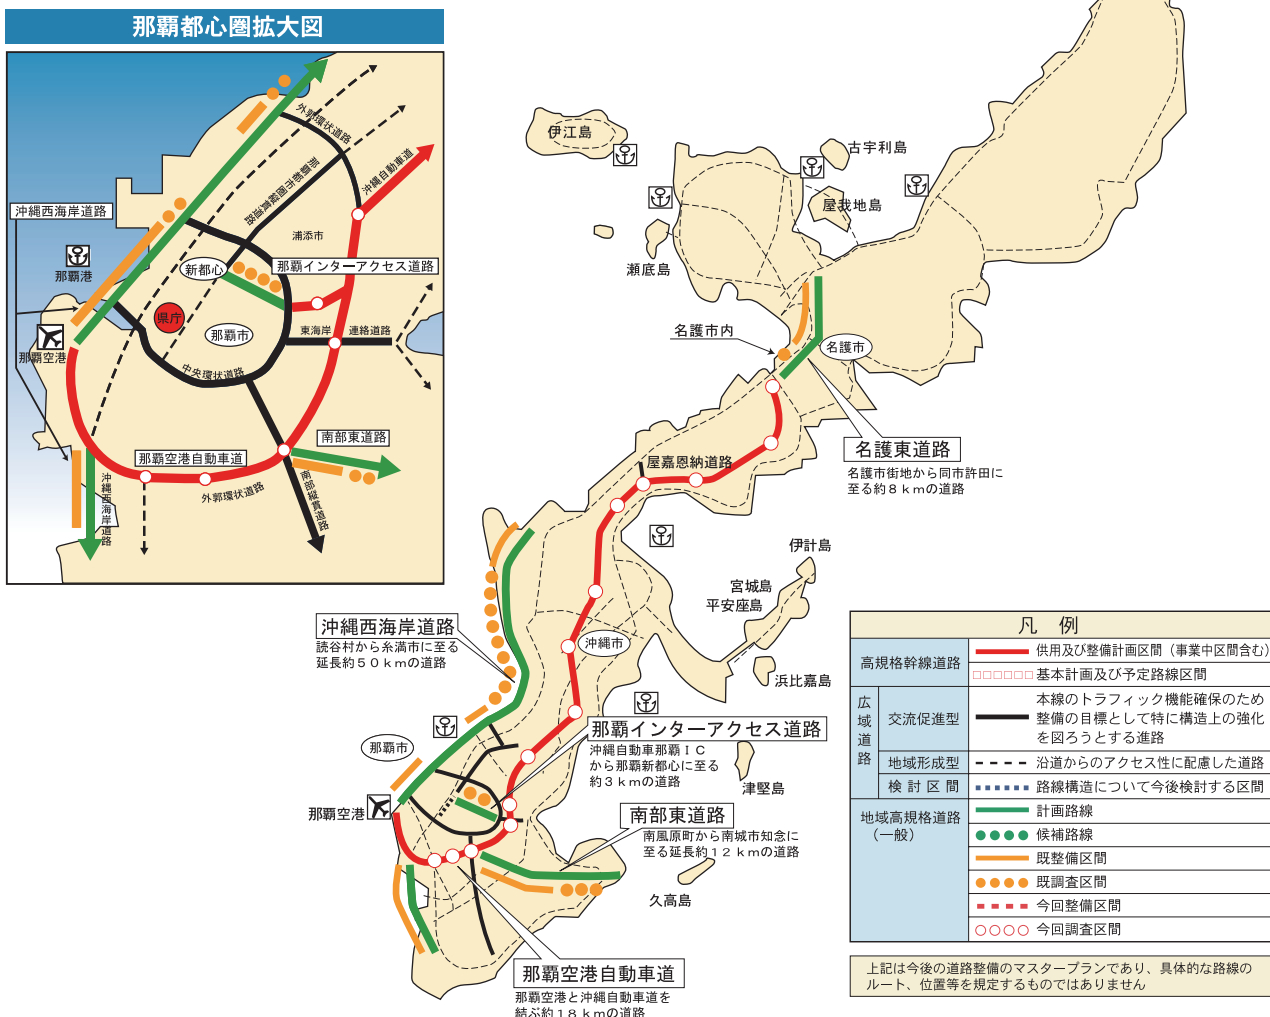 那覇都心圏拡大図
外郭環状道路
沖縄自動車道
那覇都市圏縦貫道路
沖縄西海岸道路
浦添市
那覇港
新都心
那覇インターアクセス道路
県庁
那覇市
東海岸
連絡道路
那覇空港
中央環状道路
南部東道路
那覇空港自動車道
沖縄西海岸道路
外郭環状道路
南部縦貫道路
伊江島
古宇利島
屋我地島
瀬底島
名護市内
名護市
名護東道路
名護市街地から同市許田に
至る約8kmの道路
屋嘉恩納道路
伊計島
宮城島
平安座島
浜比嘉島
沖縄西海岸道路
読谷村から糸満市に至る
延長約50kmの道路
沖縄市
那覇インターアクセス道路
沖縄自動車那覇IC
から那覇新都心に至る
約3kmの道路
那覇市
津堅島
那覇空港
南部東道路
南風原町から南城市知念に
至る延長約12kmの道路
久高島
那覇空港自動車道
那覇空港と沖縄自動車道を
結ぶ約18kmの道路
凡 例
高規格幹線道路
供用及び整備計画区間(事業中区間含む)
基本計画及び予定路線区間
広域道路
交流促進型
本線のトラフィック機能確保のため
整備の目標として特に構造上の強化
を図ろうとする進路
地域形成型
沿道からのアクセス性に配慮した道路
検討区間
路線構造について今後検討する区間
地域高規格道路
(一般)
計画路線
候補路線
既整備区間
既調査区間
今回整備区間
今回調査区間
上記は今後の道路整備のマスタープランであり、具体的な路線の
ルート、位置等を規定するものではありません